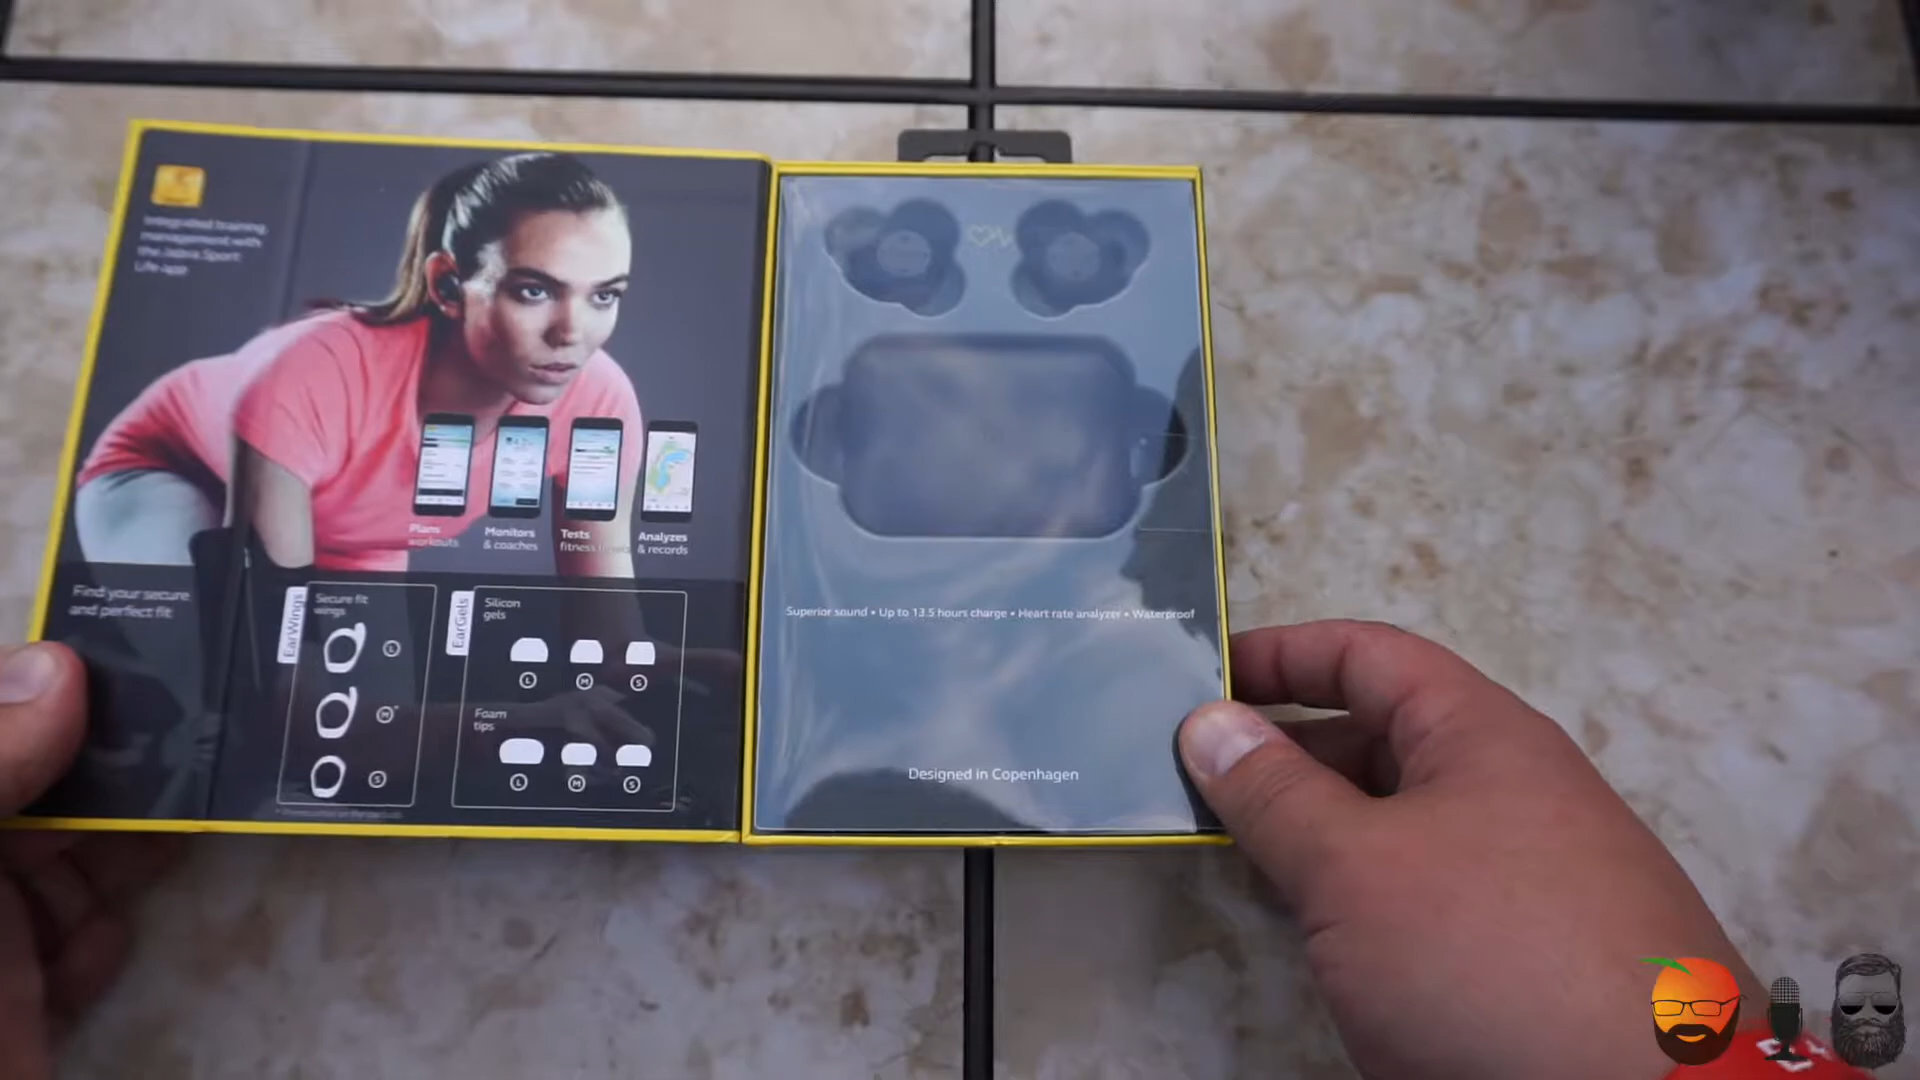 Integrated training
management with
the Jabra Sport
Life app
Plans
workouts
Monitors
& coaches
Tests
fitness
Analyzes
& records
Find your secure
and perfect fit
EarWings
Secure fit
wings
L
M*
S
EarGels
Silicon
gels
L
M
S
Foam
tips
L
M
S
Superior sound • Up to 13.5 hours charge • Heart rate analyzer • Waterproof
Designed in Copenhagen